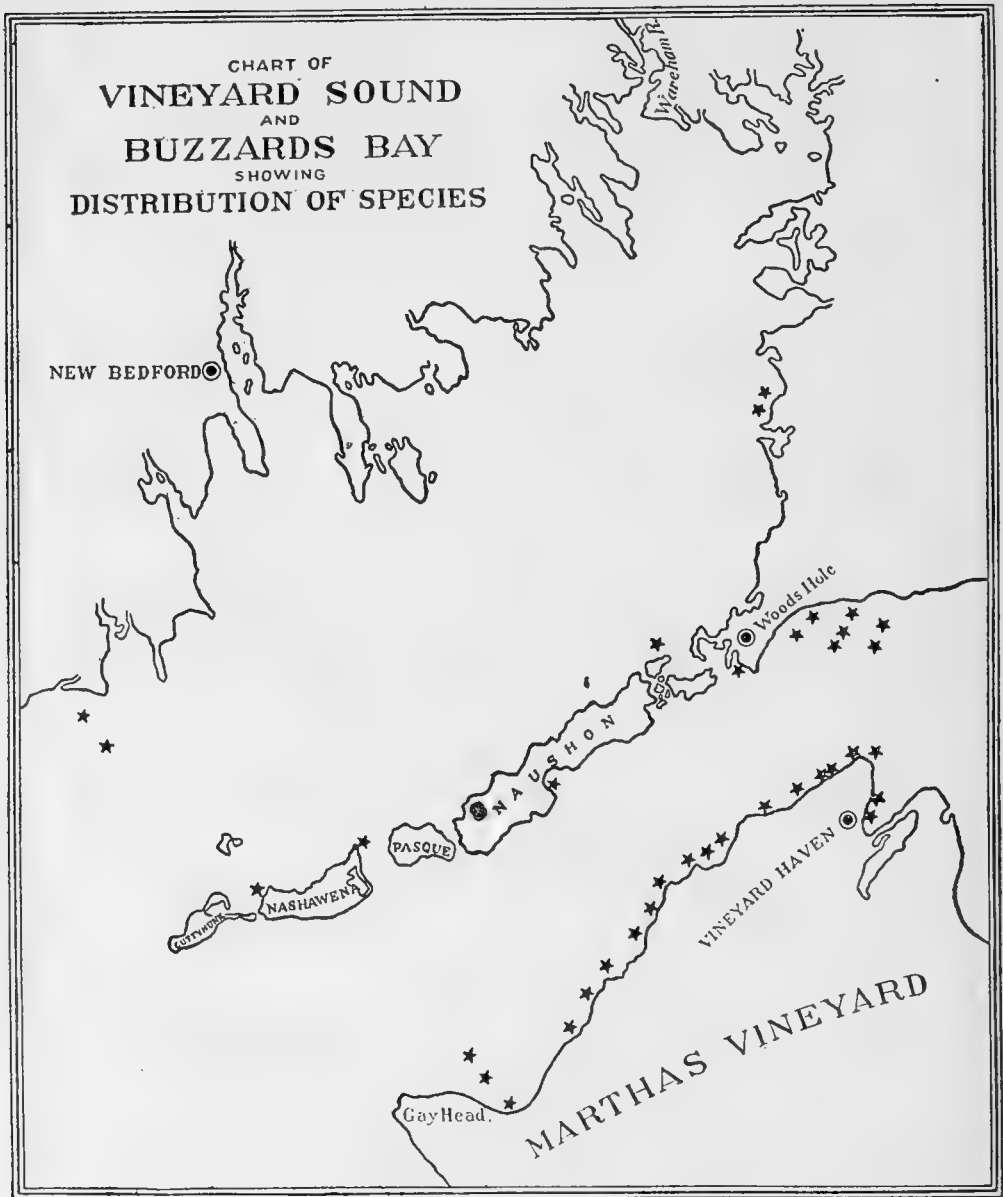 CHART OF
VINEYARD SOUND
AND
BUZZARDS BAY
SHOWING
DISTRIBUTION OF SPECIES
Wareham R.
NEW BEDFORD
Woods Hole
NAUSHON
PASQUE
NASHAWENA
CUTTYHUNK
VINEYARD HAVEN
MARTHAS VINEYARD
Gay Head.